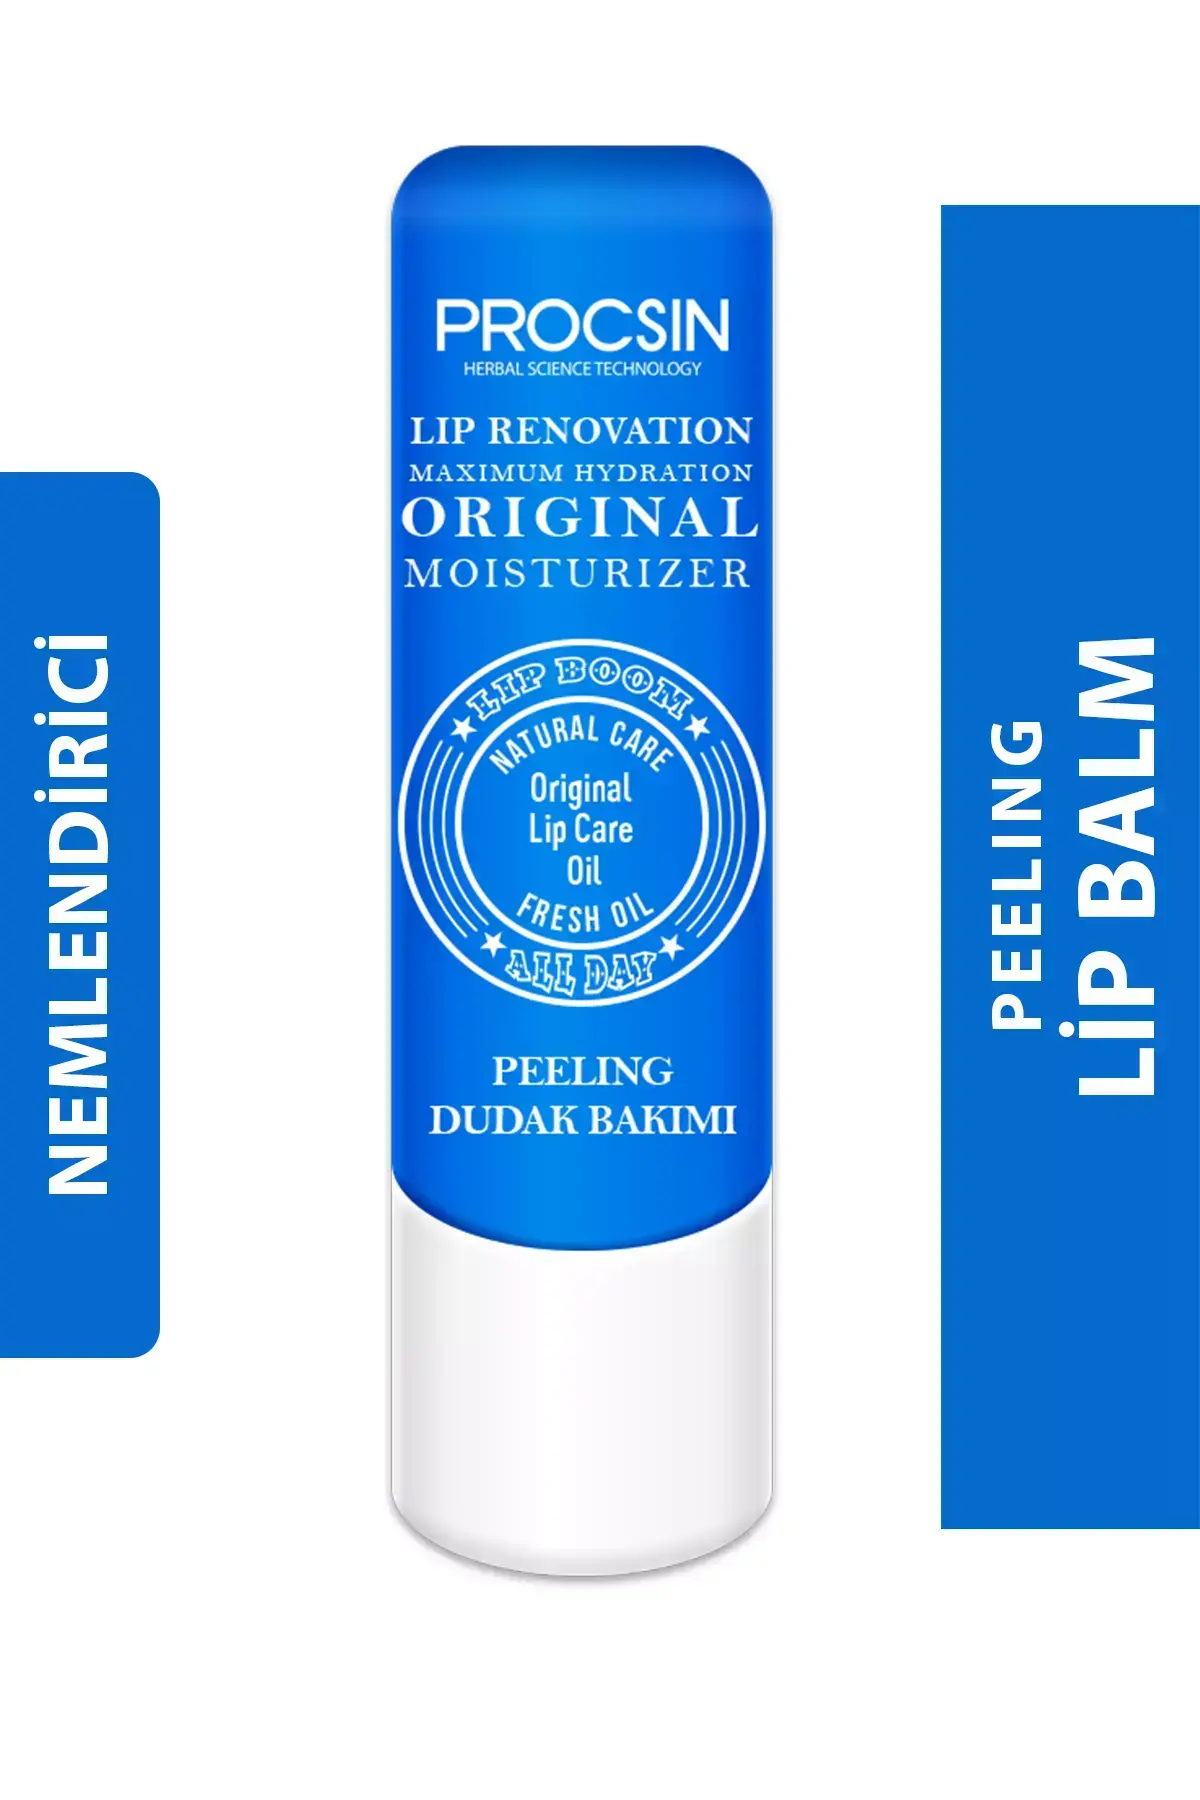 PROCSIN
HERBAL SCIENCE TECHNOLOGY
LIP RENOVATION
MAXIMUM HYDRATION
ORIGINAL
MOISTURIZER
LIP BOOM
NATURAL CARE
Original
Lip Care
Oil
FRESH OIL
ALL DAY
PEELING
DUDAK BAKIMI
NEMLENDİRİCİ
PEELING
LİP BALM